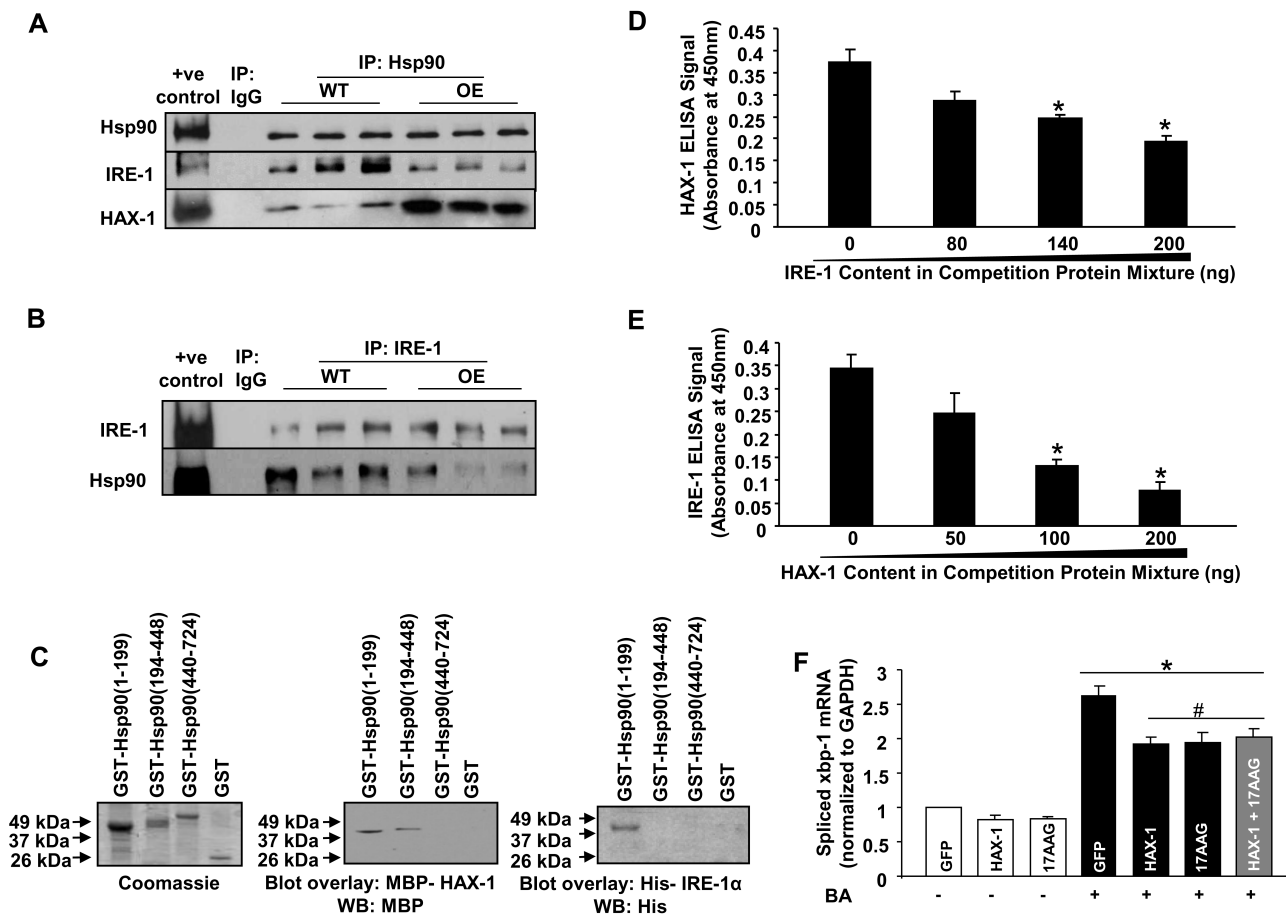 A
+ve
control
IP:
IgG
IP: Hsp90
WT
OE
Hsp90
IRE-1
HAX-1
B
+ve
control
IP:
IgG
IP: IRE-1
WT
OE
IRE-1
Hsp90
C
GST-Hsp90(1-199)
GST-Hsp90(194-448)
GST-Hsp90(440-724)
GST
49 kDa
37 kDa
26 kDa
Coomassie
GST-Hsp90(1-199)
GST-Hsp90(194-448)
GST-Hsp90(440-724)
GST
49 kDa
37 kDa
26 kDa
Blot overlay: MBP- HAX-1
WB: MBP
GST-Hsp90(1-199)
GST-Hsp90(194-448)
GST-Hsp90(440-724)
GST
49 kDa
37 kDa
26 kDa
Blot overlay: His- IRE-1α
WB: His
D
HAX-1 ELISA Signal
(Absorbance at 450nm)
0.45
0.4
0.35
0.3
0.25
0.2
0.15
0.1
0.05
0
*
*
0 80 140 200
IRE-1 Content in Competition Protein Mixture (ng)
E
IRE-1 ELISA Signal
(Absorbance at 450nm)
0.4
0.35
0.3
0.25
0.2
0.15
0.1
0.05
0
*
*
0 50 100 200
HAX-1 Content in Competition Protein Mixture (ng)
F
Spliced xbp-1 mRNA
(normalized to GAPDH)
3
2.5
2
1.5
1
0.5
0
*
#
GFP
HAX-1
17AAG
GFP
HAX-1
17AAG
HAX-1 + 17AAG
BA - - - + + + +